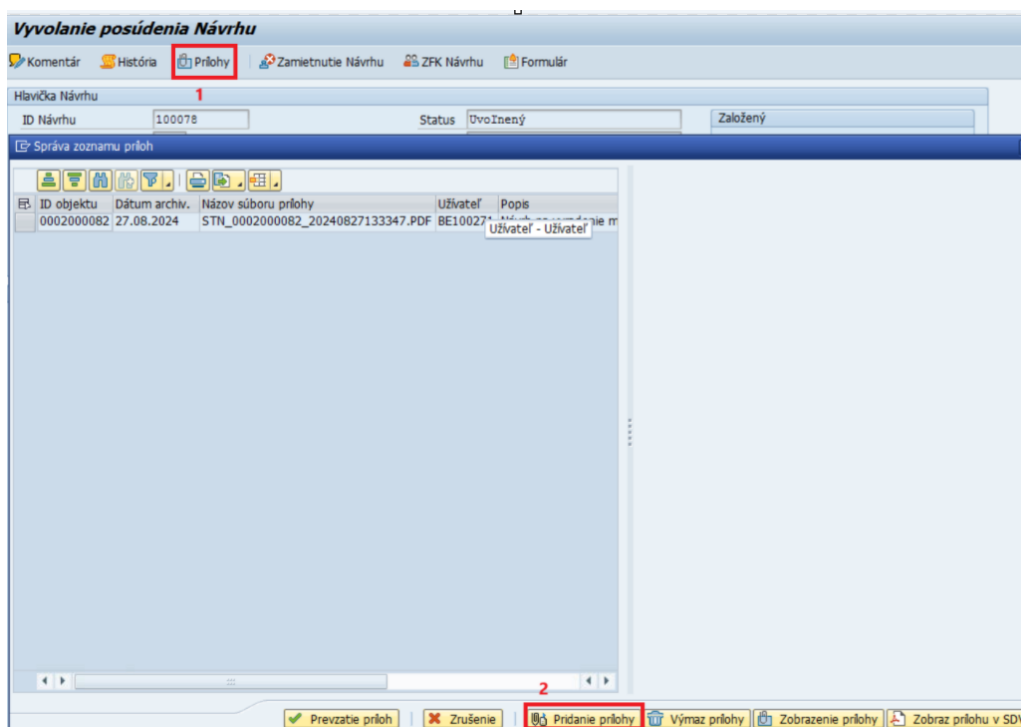 Vyvolanie posúdenia Návrhu
Komentár História Prílohy Zamietnutie Návrhu ZFK Návrhu Formulár
1
Hlavička Návrhu
ID Návrhu 100078 Status Uvoľnený Založený
Správa zoznamu príloh
ID objektu Dátum archív. Názov súboru prílohy Užívateľ Popis
0002000082 27.08.2024 STN_0002000082_20240827133347.PDF BE100271
Užívateľ - Užívateľ
2
Prevzatie príloh Zrušenie Pridanie prílohy Výmaz prílohy Zobrazenie prílohy Zobraz prílohu v